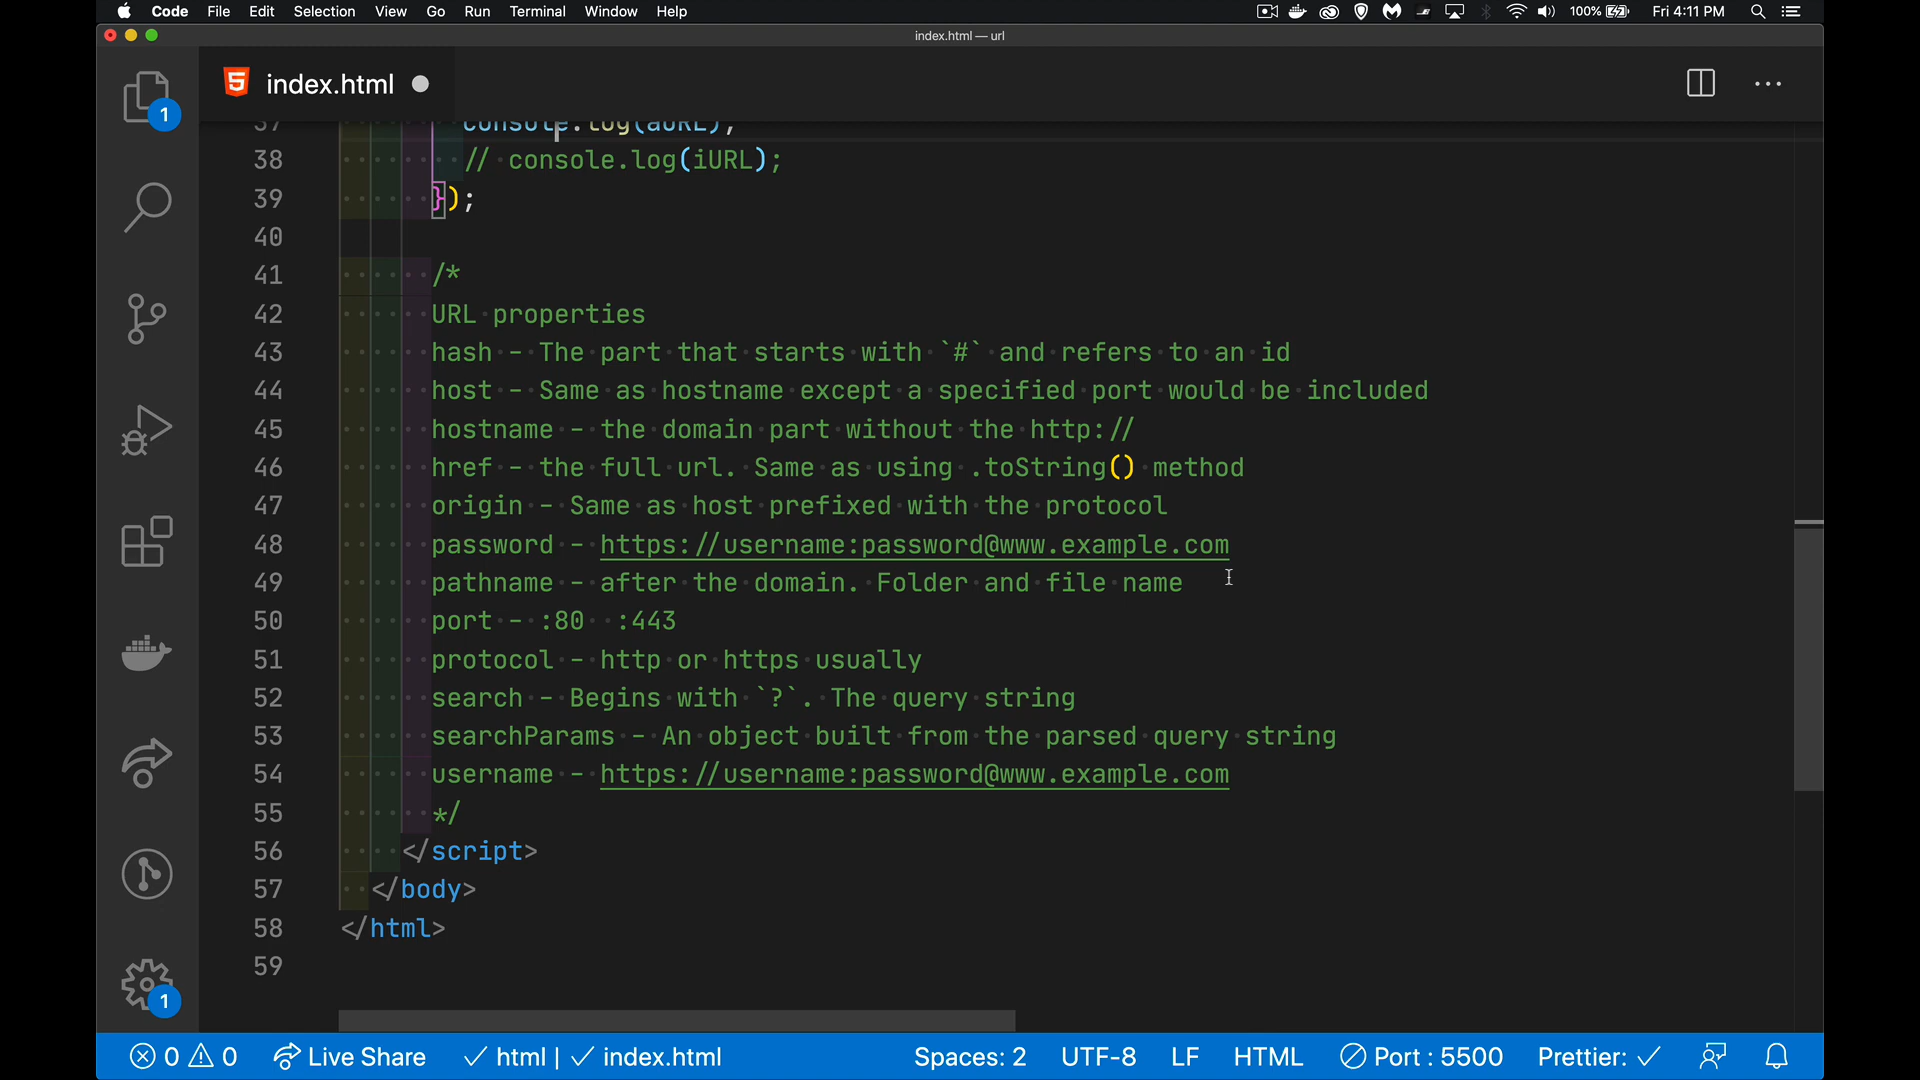 Code File Edit Selection View Go Run Terminal Window Help 100% Fri 4:11 PM
index.html — url
index.html
1
37 console.log(aURL);
38 // console.log(iURL);
39 });
40
41 /*
42 URL properties
43 hash - The part that starts with `#` and refers to an id
44 host - Same as hostname except a specified port would be included
45 hostname - the domain part without the http://
46 href - the full url. Same as using .toString() method
47 origin - Same as host prefixed with the protocol
48 password - https://username:password@www.example.com
49 pathname - after the domain. Folder and file name
50 port - :80  :443
51 protocol - http or https usually
52 search - Begins with `?`. The query string
53 searchParams - An object built from the parsed query string
54 username - https://username:password@www.example.com
55 */
56 </script>
57 </body>
58 </html>
59
1
0 0 Live Share html | index.html Spaces: 2 UTF-8 LF HTML Port : 5500 Prettier: